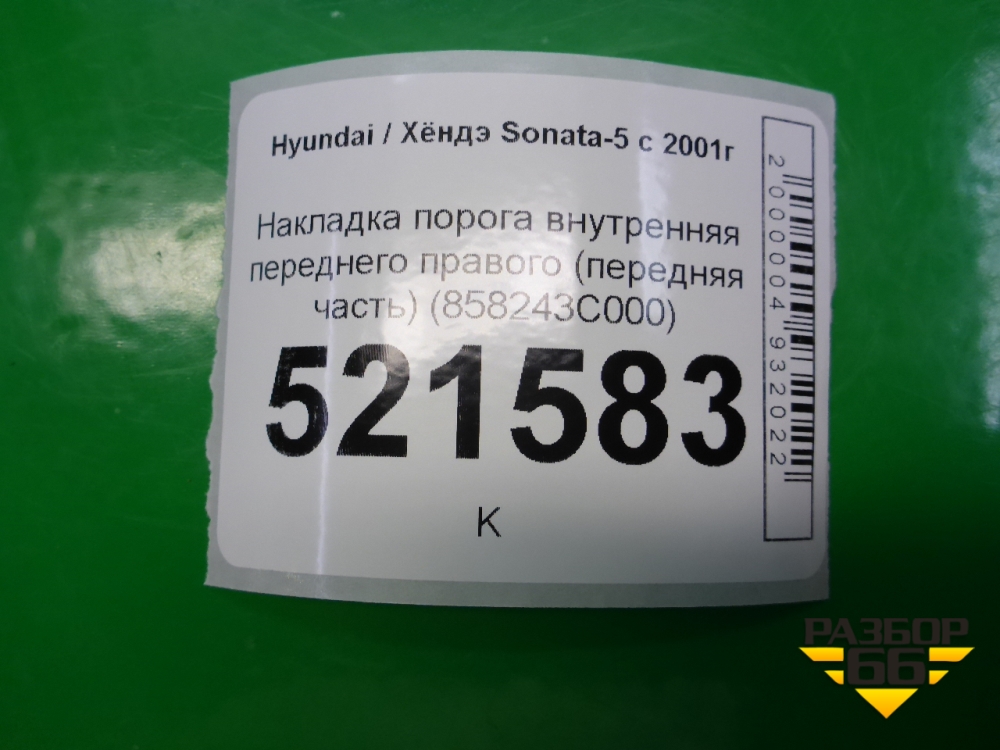 Hyundai / Хёндэ Sonata-5 с 2001г
Накладка порога внутренняя
переднего правого (передняя
часть) (858243C000)
521583
К
2000004932022
РАЗБОР
66